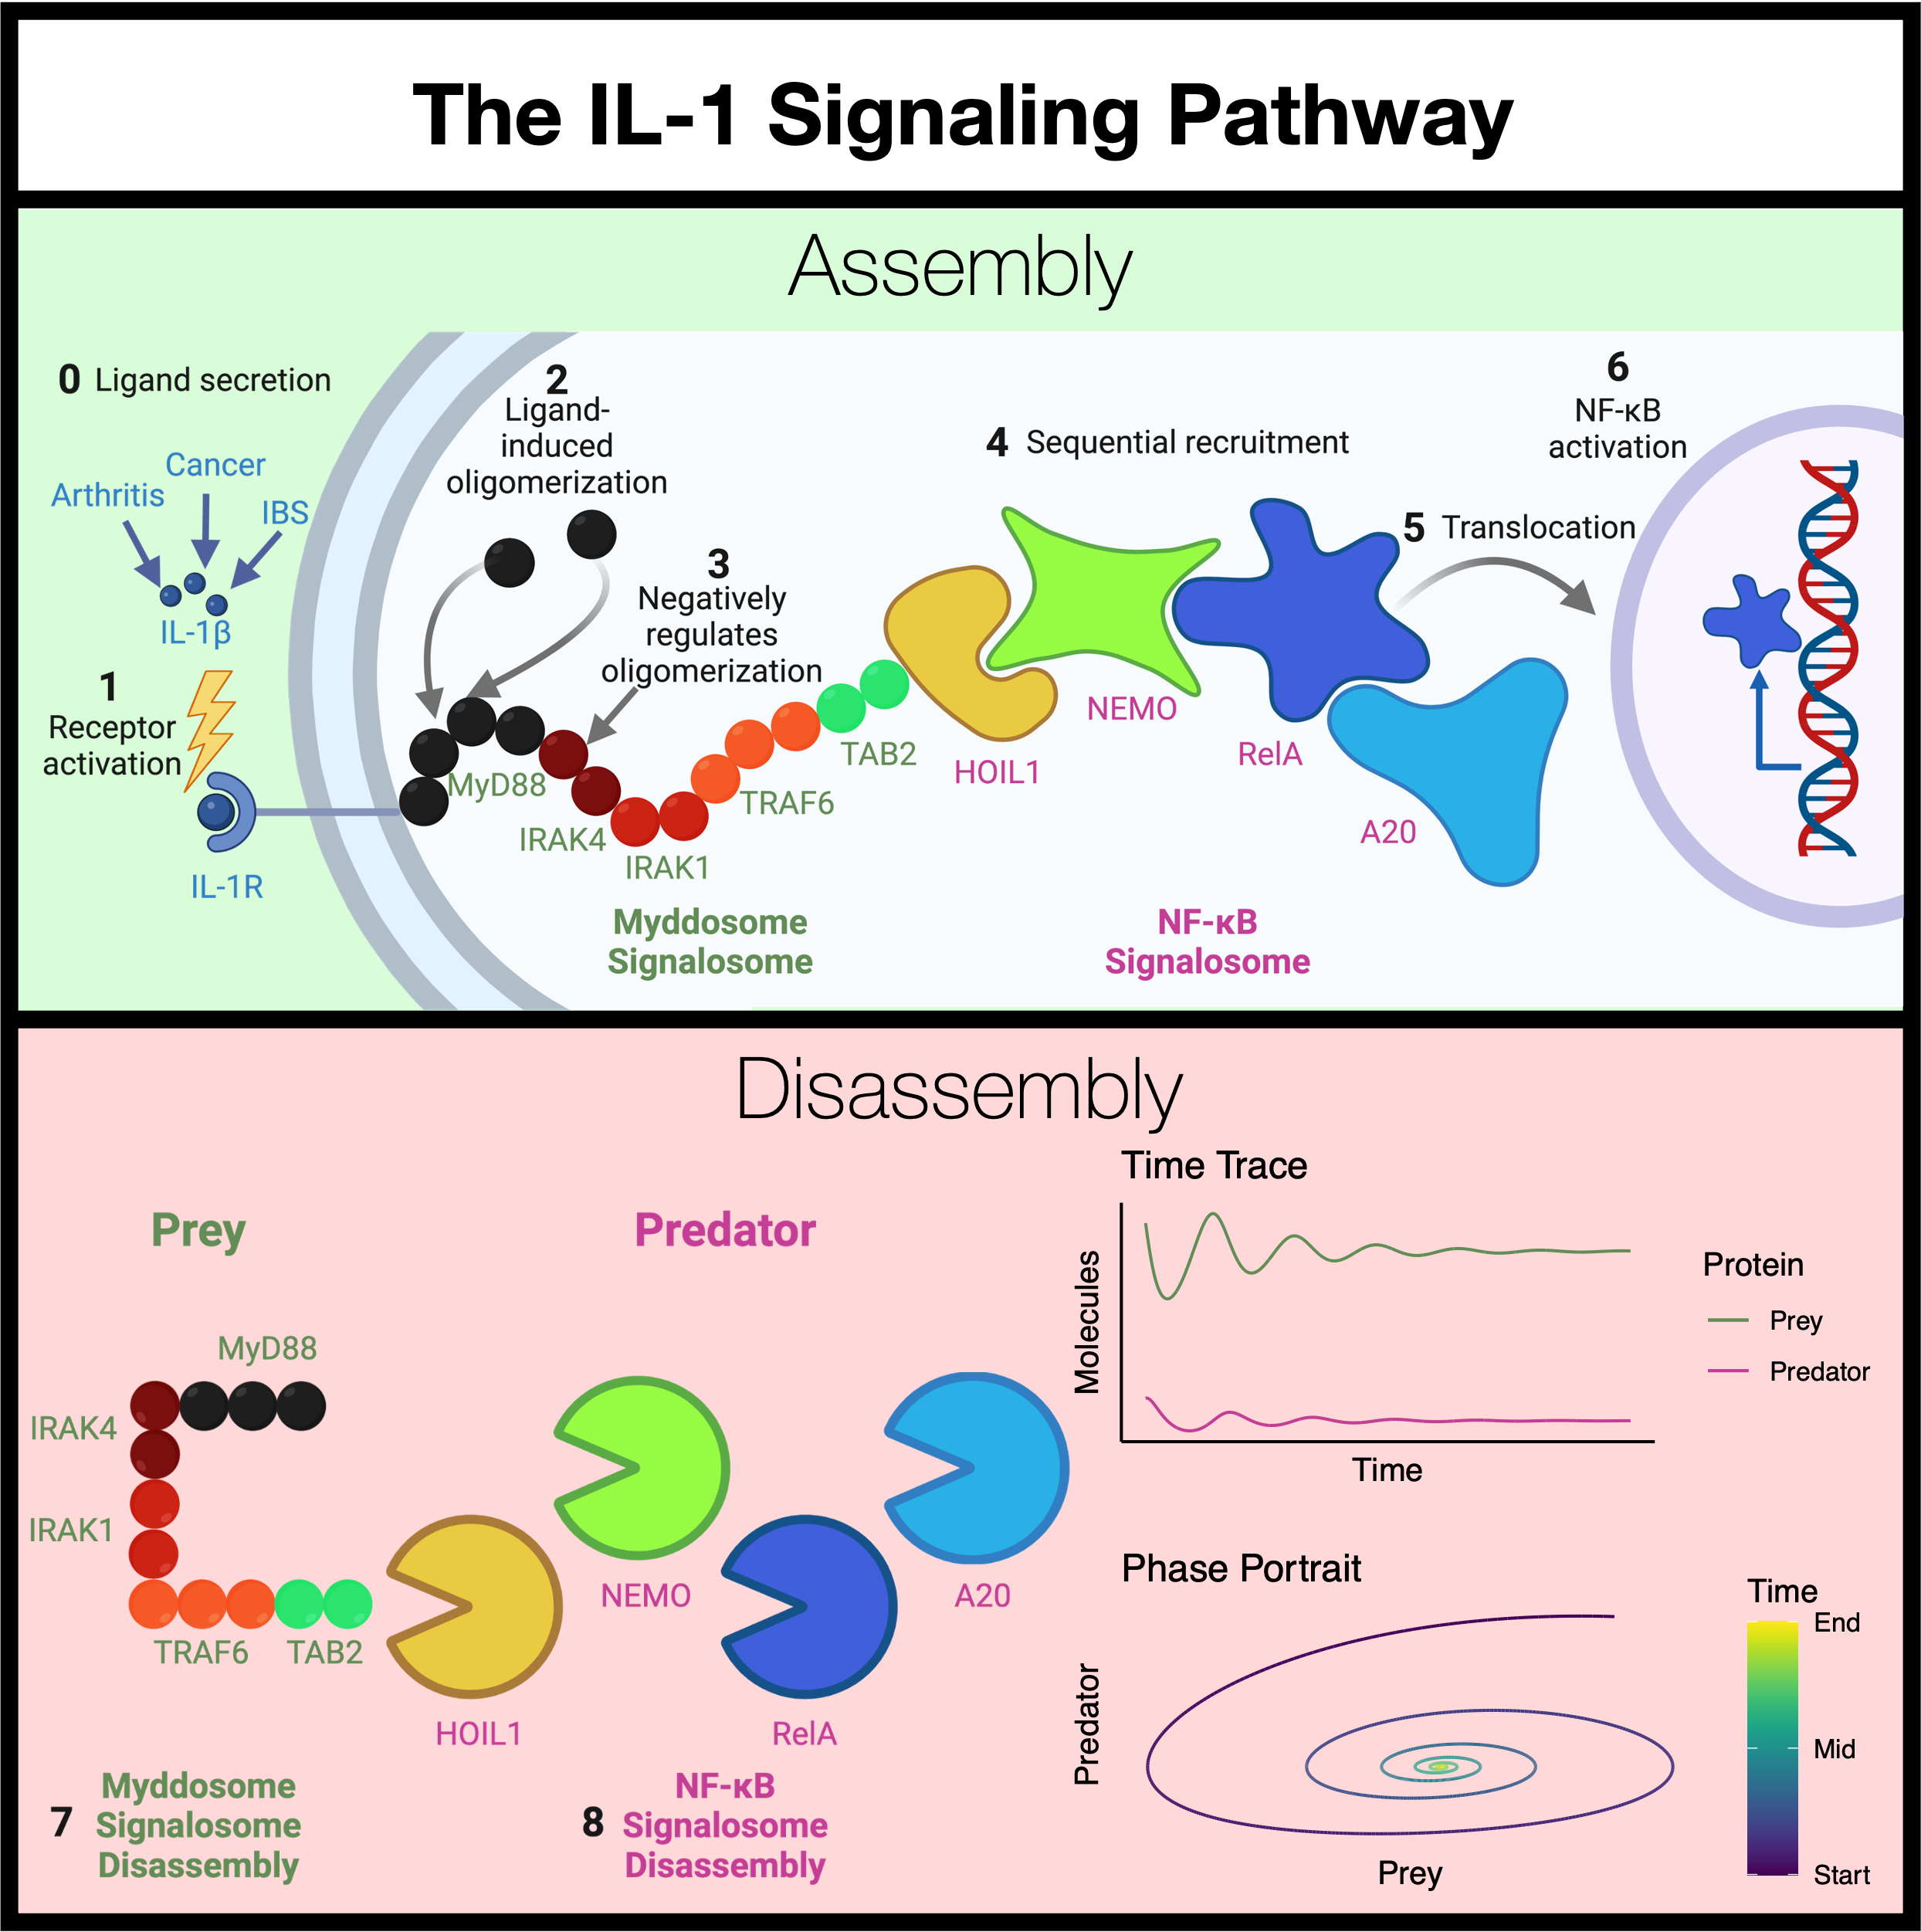 The IL-1 Signaling Pathway
Assembly
0 Ligand secretion
Cancer
Arthritis
IBS
IL-1β
1
Receptor
activation
IL-1R
2
Ligand-
induced
oligomerization
3
Negatively
regulates
oligomerization
MyD88
IRAK4
IRAK1
TRAF6
TAB2
Myddosome
Signalosome
4 Sequential recruitment
HOIL1
NEMO
RelA
A20
NF-κB
Signalosome
5 Translocation
6
NF-κB
activation
Disassembly
Prey
Predator
MyD88
IRAK4
IRAK1
TRAF6
TAB2
HOIL1
NEMO
RelA
A20
7
Myddosome
Signalosome
Disassembly
8
NF-κB
Signalosome
Disassembly
Time Trace
Molecules
Time
Protein
Prey
Predator
Phase Portrait
Predator
Prey
Time
End
Mid
Start